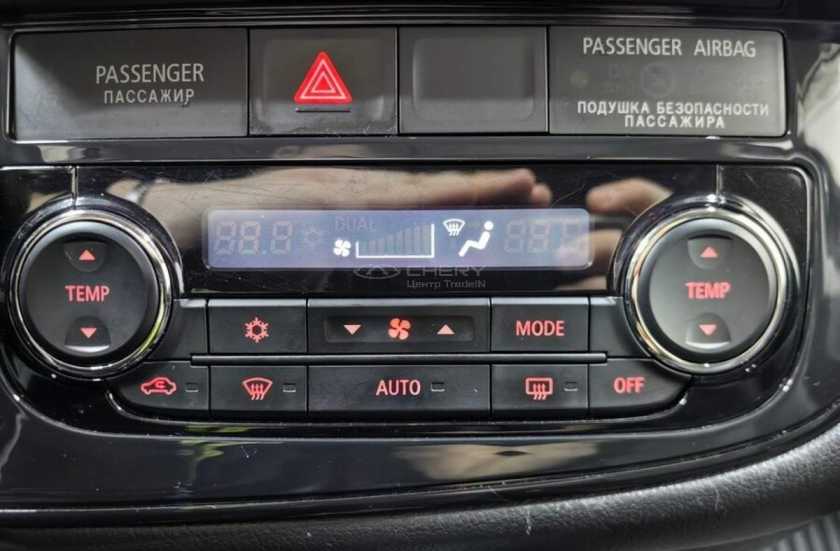 PASSENGER
ПАССАЖИР
PASSENGER AIRBAG
ПОДУШКА БЕЗОПАСНОСТИ
ПАССАЖИРА
DUAL
CHERY
Центр TradeIN
TEMP
TEMP
MODE
AUTO
OFF